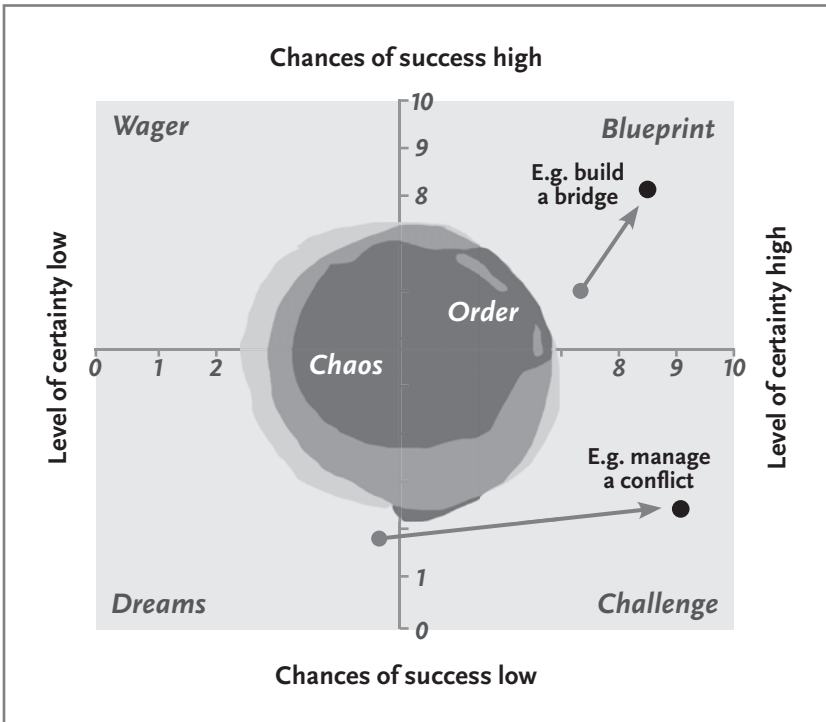 Chances of success high
Wager
Blueprint
10
9
8
E.g. build
a bridge
Level of certainty low
Level of certainty high
Order
Chaos
0 1 2 8 9 10
E.g. manage
a conflict
1
0
Dreams
Challenge
Chances of success low